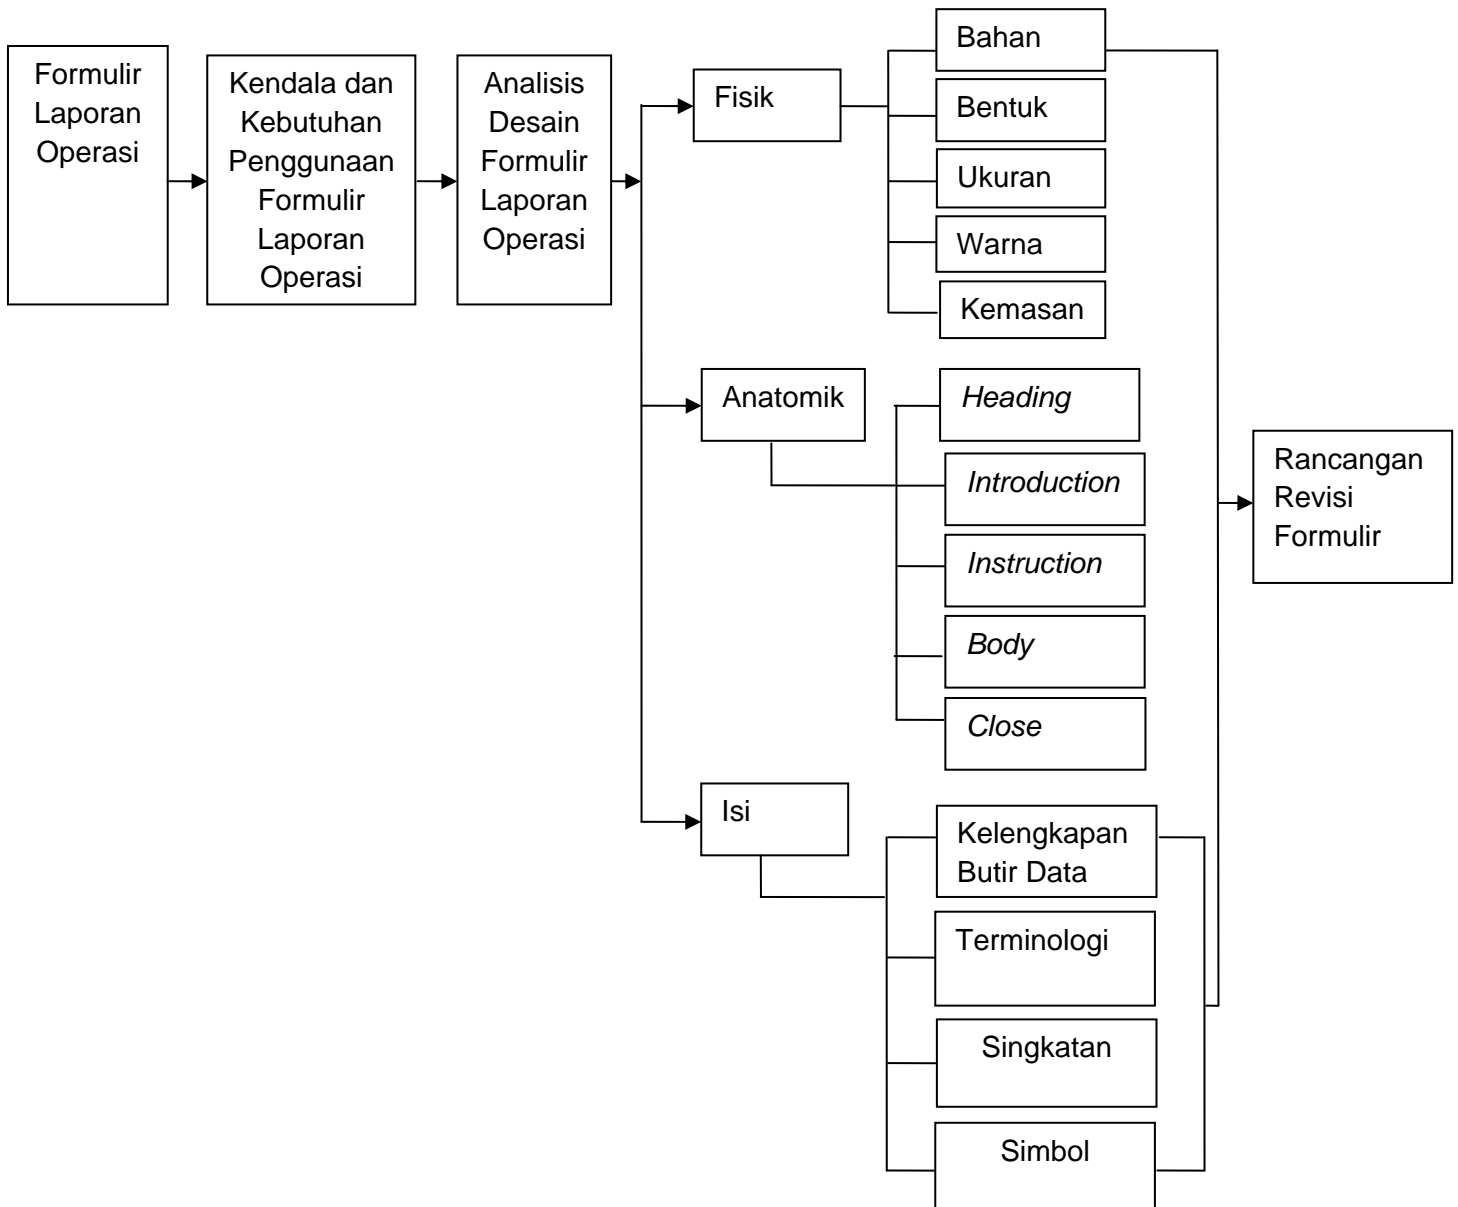 Formulir
Laporan
Operasi
Kendala dan
Kebutuhan
Penggunaan
Formulir
Laporan
Operasi
Analisis
Desain
Formulir
Laporan
Operasi
Fisik
Bahan
Bentuk
Ukuran
Warna
Kemasan
Anatomik
Heading
Introduction
Instruction
Body
Close
Isi
Kelengkapan
Butir Data
Terminologi
Singkatan
Simbol
Rancangan
Revisi
Formulir